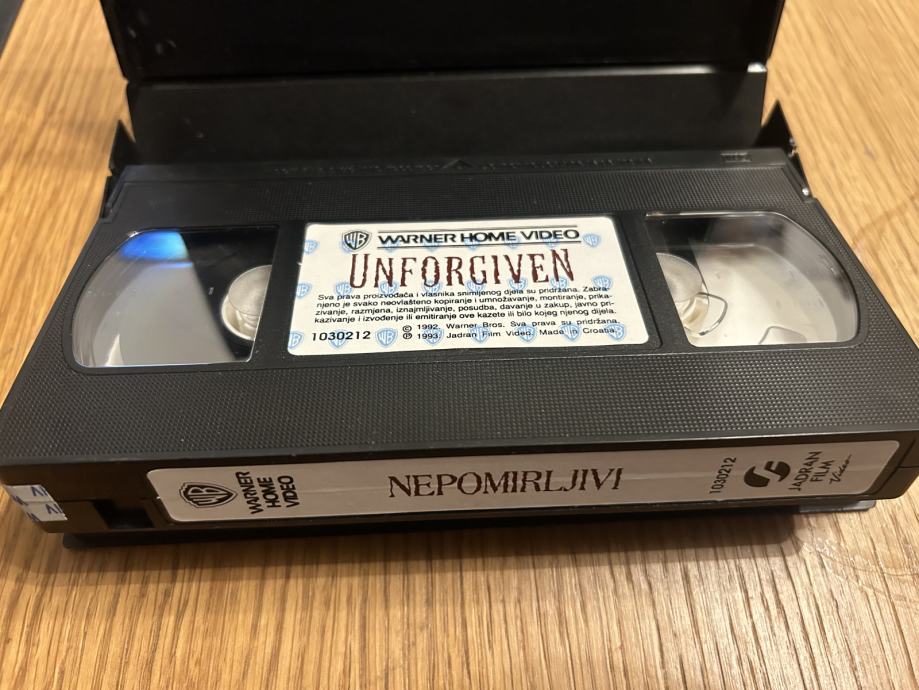 WB WARNER HOME VIDEO
UNFORGIVEN
Sva prava proizvođača i vlasnika snimljenog djela su pridržana. Zabra-
njeno je svako neovlašteno kopiranje i umnožavanje, montiranje, prika-
zivanje, razmjena, iznajmljivanje, posudba, davanje u zakup, javno pri-
kazivanje i izvođenje ili emitiranje ove kazete ili bilo kojeg njenog dijela.
© 1992. Warner Bros. Sva prava su pridržana.
1030212 ℗ 1993. Jadran Film Video. Made in Croatia.
WB WARNER
HOME
VIDEO
NEPOMIRLJIVI
1030212
JADRAN
FILM
Video